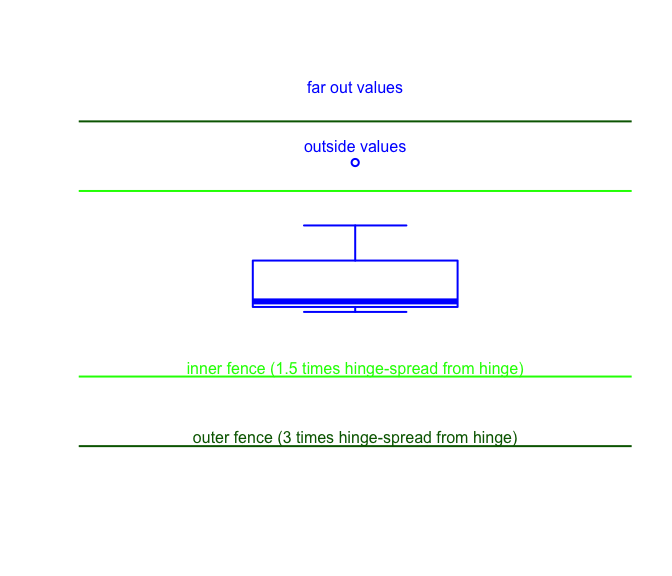 far out values
outside values
inner fence (1.5 times hinge-spread from hinge)
outer fence (3 times hinge-spread from hinge)